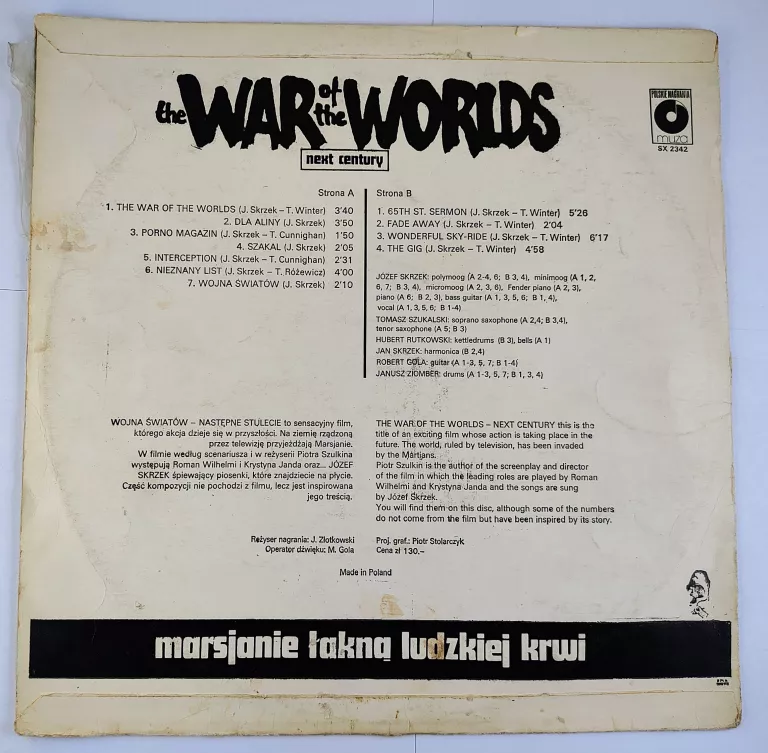 the WAR of the WORLDS
next century
POLSKIE NAGRANIA
muza
SX 2342
Strona A
1. THE WAR OF THE WORLDS (J. Skrzek – T. Winter) 3'40
2. DLA ALINY (J. Skrzek) 3'50
3. PORNO MAGAZIN (J. Skrzek – T. Cunnighan) 1'50
4. SZAKAL (J. Skrzek) 2'05
5. INTERCEPTION (J. Skrzek – T. Cunnighan) 2'31
6. NIEZNANY LIST (J. Skrzek – T. Różewicz) 4'00
7. WOJNA ŚWIATÓW (J. Skrzek) 2'10
Strona B
1. 65TH ST. SERMON (J. Skrzek – T. Winter) 5'26
2. FADE AWAY (J. Skrzek – T. Winter) 2'04
3. WONDERFUL SKY-RIDE (J. Skrzek – T. Winter) 6'17
4. THE GIG (J. Skrzek – T. Winter) 4'58
JÓZEF SKRZEK: polymoog (A 2-4, 6; B 3, 4), minimoog (A 1, 2,
6, 7; B 3, 4), micromoog (A 2, 3, 6), Fender piano (A 2, 3),
piano (A 6; B 2, 3), bass guitar (A 1, 3, 5, 6; B 1, 4),
vocal (A 1, 3, 5, 6; B 1-4)
TOMASZ SZUKALSKI: soprano saxophone (A 2,4; B 3,4),
tenor saxophone (A 5; B 3)
HUBERT RUTKOWSKI: kettledrums (B 3), bells (A 1)
JAN SKRZEK: harmonica (B 2,4)
ROBERT GOLA: guitar (A 1-3, 5, 7; B 1-4)
JANUSZ ZIOMBER: drums (A 1-3, 5, 7; B 1, 3, 4)
WOJNA ŚWIATÓW – NASTĘPNE STULECIE to sensacyjny film,
którego akcja dzieje się w przyszłości. Na ziemię rządzoną
przez telewizję przyjeżdżają Marsjanie.
W filmie według scenariusza i w reżyserii Piotra Szulkina
występują Roman Wilhelmi i Krystyna Janda oraz... JÓZEF
SKRZEK śpiewający piosenki, które znajdziecie na płycie.
Część kompozycji nie pochodzi z filmu, lecz jest inspirowana
jego treścią.
THE WAR OF THE WORLDS – NEXT CENTURY this is the
title of an exciting film whose action is taking place in the
future. The world, ruled by television, has been invaded
by the Martjans.
Piotr Szulkin is the author of the screenplay and director
of the film in which the leading roles are played by Roman
Wilhelmi and Krystyna Janda and the songs are sung
by Józef Skrzek.
You will find them on this disc, although some of the numbers
do not come from the film but have been inspired by its story.
Reżyser nagrania: J. Złotkowski
Operator dźwięku: M. Gola
Proj. graf.: Piotr Stolarczyk
Cena zł 130.–
Made in Poland
marsjanie łakną ludzkiej krwi